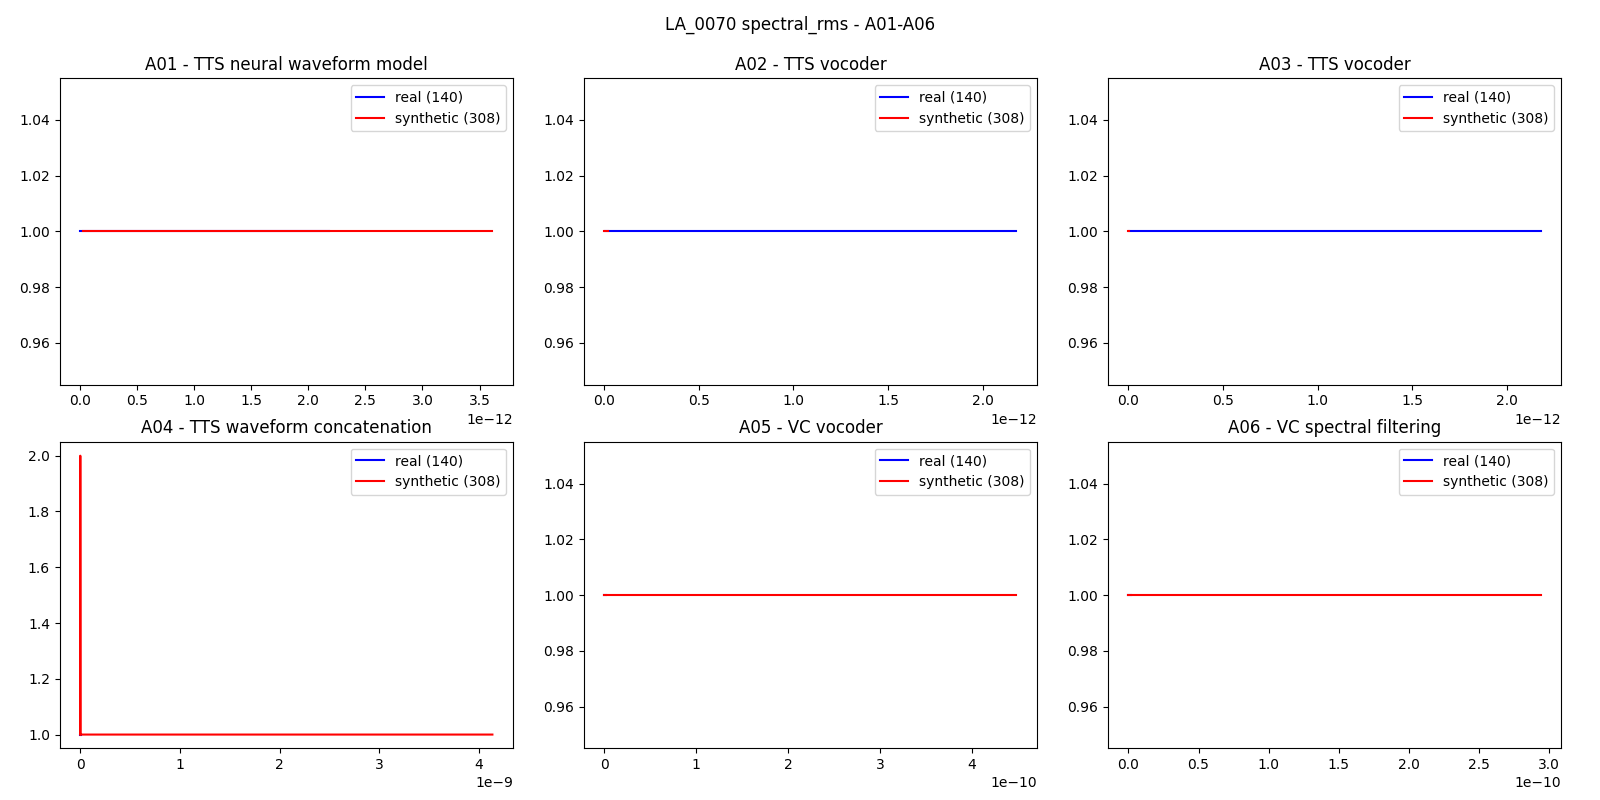 LA_0070 spectral_rms - A01-A06
A01 - TTS neural waveform model
real (140)
synthetic (308)
1.04
1.02
1.00
0.98
0.96
0.0 0.5 1.0 1.5 2.0 2.5 3.0 3.5
1e−12
A02 - TTS vocoder
real (140)
synthetic (308)
1.04
1.02
1.00
0.98
0.96
0.0 0.5 1.0 1.5 2.0
1e−12
A03 - TTS vocoder
real (140)
synthetic (308)
1.04
1.02
1.00
0.98
0.96
0.0 0.5 1.0 1.5 2.0
1e−12
A04 - TTS waveform concatenation
real (140)
synthetic (308)
2.0
1.8
1.6
1.4
1.2
1.0
0 1 2 3 4
1e−9
A05 - VC vocoder
real (140)
synthetic (308)
1.04
1.02
1.00
0.98
0.96
0 1 2 3 4
1e−10
A06 - VC spectral filtering
real (140)
synthetic (308)
1.04
1.02
1.00
0.98
0.96
0.0 0.5 1.0 1.5 2.0 2.5 3.0
1e−10